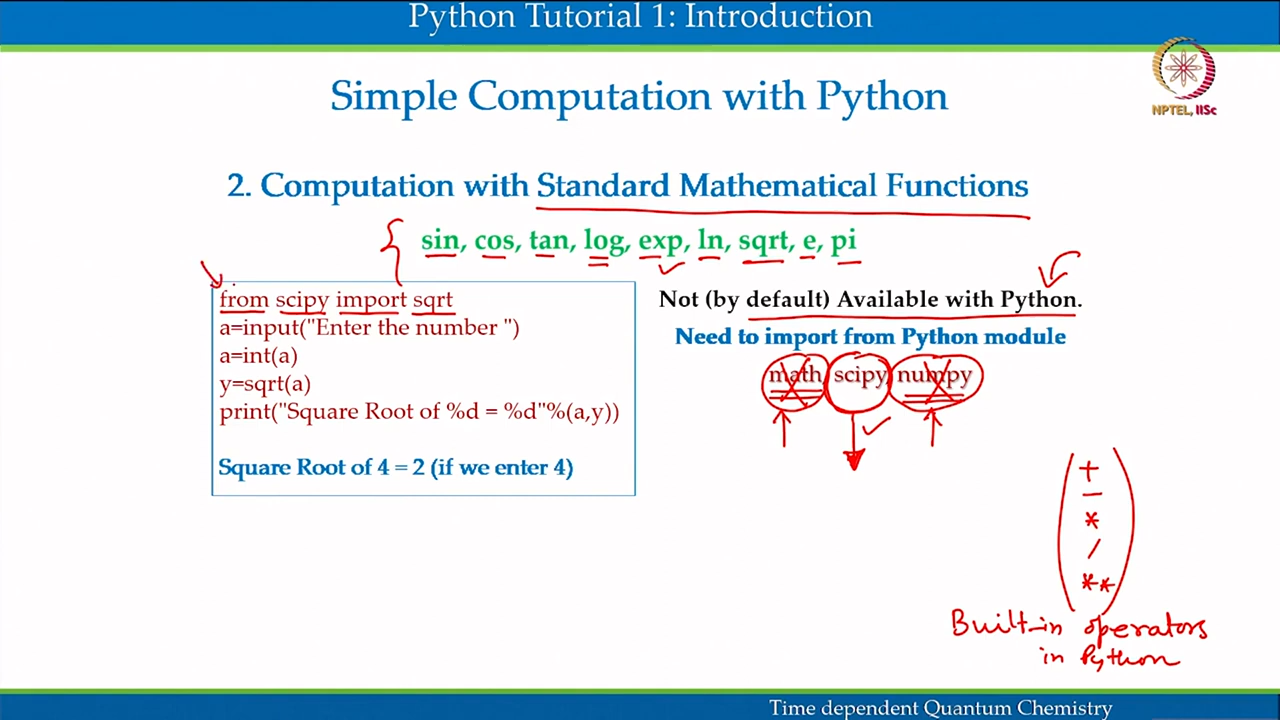 Python Tutorial 1: Introduction
NPTEL, IISc
Simple Computation with Python
2. Computation with Standard Mathematical Functions
sin, cos, tan, log, exp, ln, sqrt, e, pi
from scipy import sqrt
a=input("Enter the number ")
a=int(a)
y=sqrt(a)
print("Square Root of %d = %d"%(a,y))
Square Root of 4 = 2 (if we enter 4)
Not (by default) Available with Python.
Need to import from Python module
math, scipy, numpy
+
-
*
/
**
Built-in operators
in Python
Time dependent Quantum Chemistry